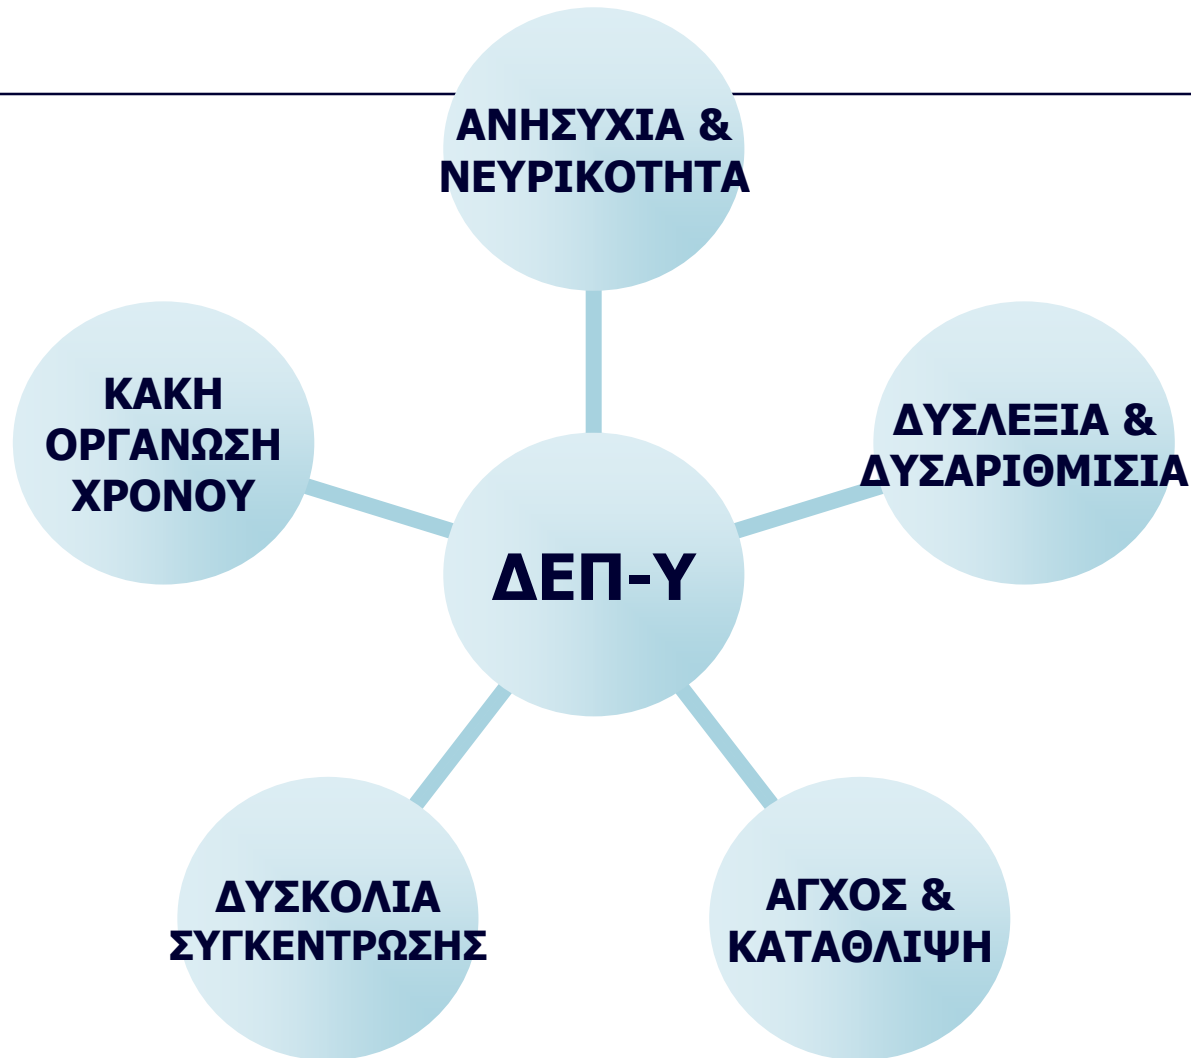 ΑΝΗΣΥΧΙΑ &
ΝΕΥΡΙΚΟΤΗΤΑ
ΚΑΚΗ
ΟΡΓΑΝΩΣΗ
ΧΡΟΝΟΥ
ΔΥΣΛΕΞΙΑ &
ΔΥΣΑΡΙΘΜΙΣΙΑ
ΔΕΠ-Υ
ΔΥΣΚΟΛΙΑ
ΣΥΓΚΕΝΤΡΩΣΗΣ
ΑΓΧΟΣ &
ΚΑΤΑΘΛΙΨΗ